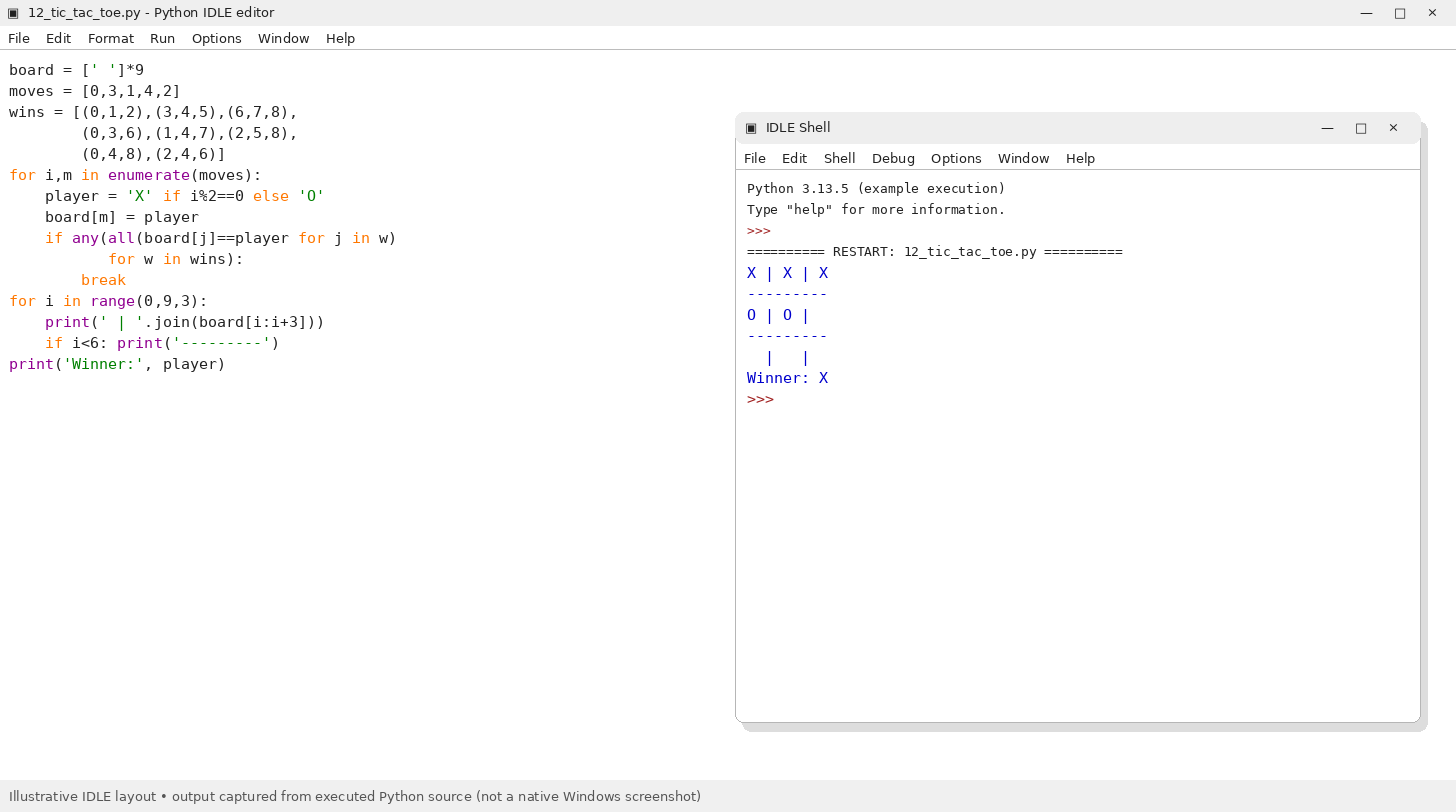 12_tic_tac_toe.py - Python IDLE editor
File Edit Format Run Options Window Help
board = [' ']*9
moves = [0,3,1,4,2]
wins = [(0,1,2),(3,4,5),(6,7,8),
        (0,3,6),(1,4,7),(2,5,8),
        (0,4,8),(2,4,6)]
for i,m in enumerate(moves):
    player = 'X' if i%2==0 else 'O'
    board[m] = player
    if any(all(board[j]==player for j in w)
           for w in wins):
        break
for i in range(0,9,3):
    print(' | '.join(board[i:i+3]))
    if i<6: print('---------')
print('Winner:', player)
IDLE Shell
File Edit Shell Debug Options Window Help
Python 3.13.5 (example execution)
Type "help" for more information.
>>>
========== RESTART: 12_tic_tac_toe.py ==========
X | X | X
---------
O | O |
---------
  |   |
Winner: X
>>>
Illustrative IDLE layout • output captured from executed Python source (not a native Windows screenshot)